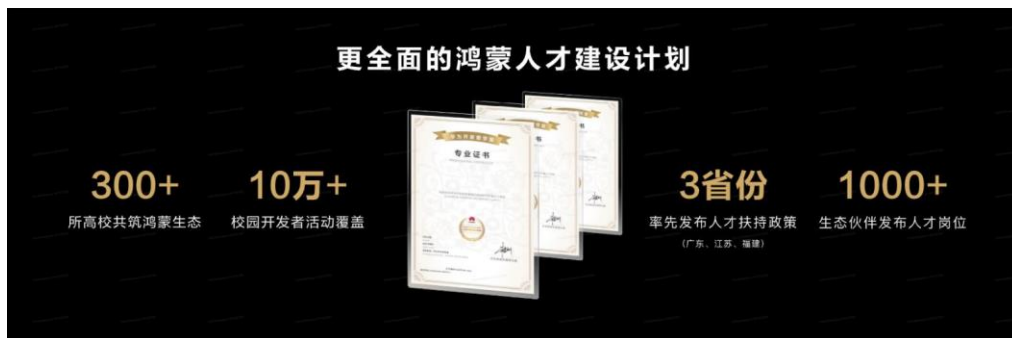 更全面的鸿蒙人才建设计划
300+
所高校共筑鸿蒙生态
10万+
校园开发者活动覆盖
专业证书
3省份
率先发布人才扶持政策
(广东、江苏、福建)
1000+
生态伙伴发布人才岗位